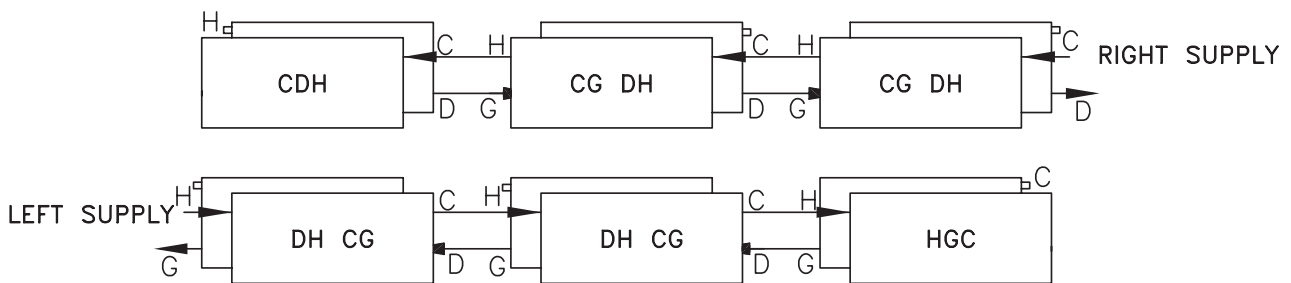 H
C H C H C RIGHT SUPPLY
CDH CG DH CG DH
D G D G D
H C H C H C
LEFT SUPPLY
DH CG DH CG HGC
G D G D G